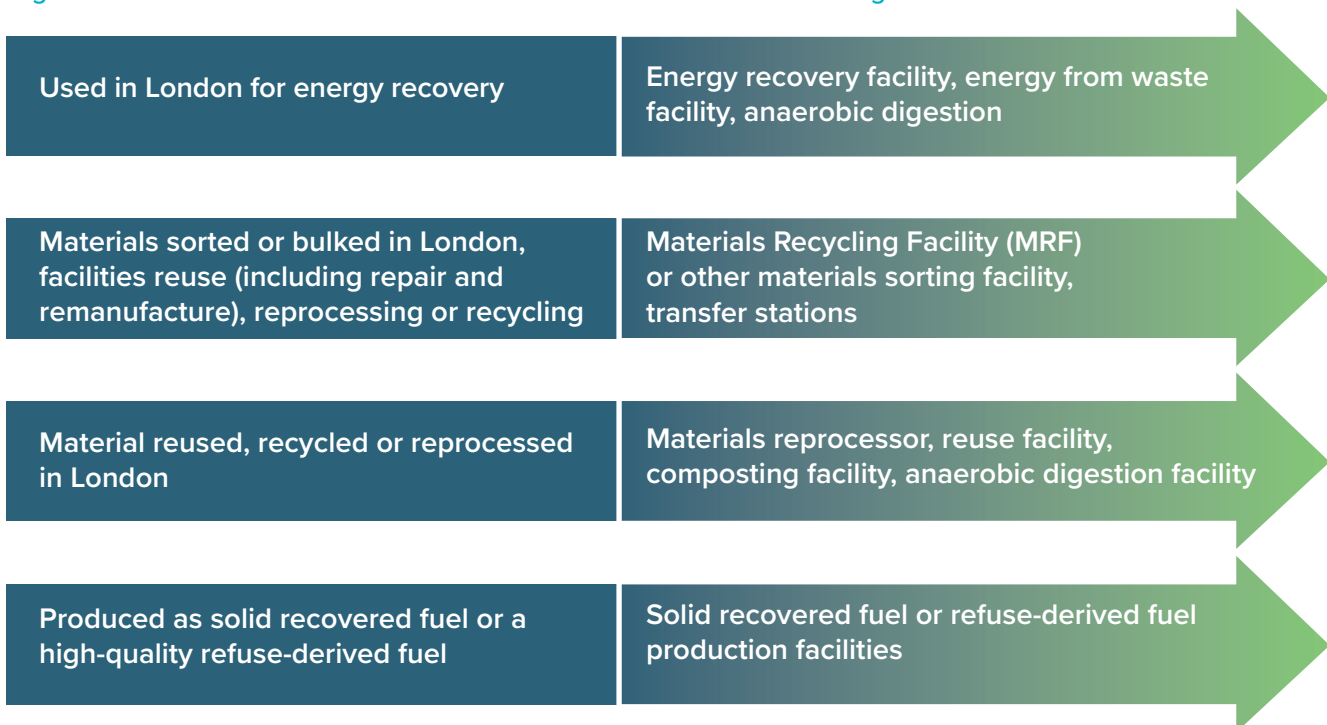 Used in London for energy recovery
Energy recovery facility, energy from waste
facility, anaerobic digestion
Materials sorted or bulked in London,
facilities reuse (including repair and
remanufacture), reprocessing or recycling
Materials Recycling Facility (MRF)
or other materials sorting facility,
transfer stations
Material reused, recycled or reprocessed
in London
Materials reprocessor, reuse facility,
composting facility, anaerobic digestion facility
Produced as solid recovered fuel or a
high-quality refuse-derived fuel
Solid recovered fuel or refuse-derived fuel
production facilities